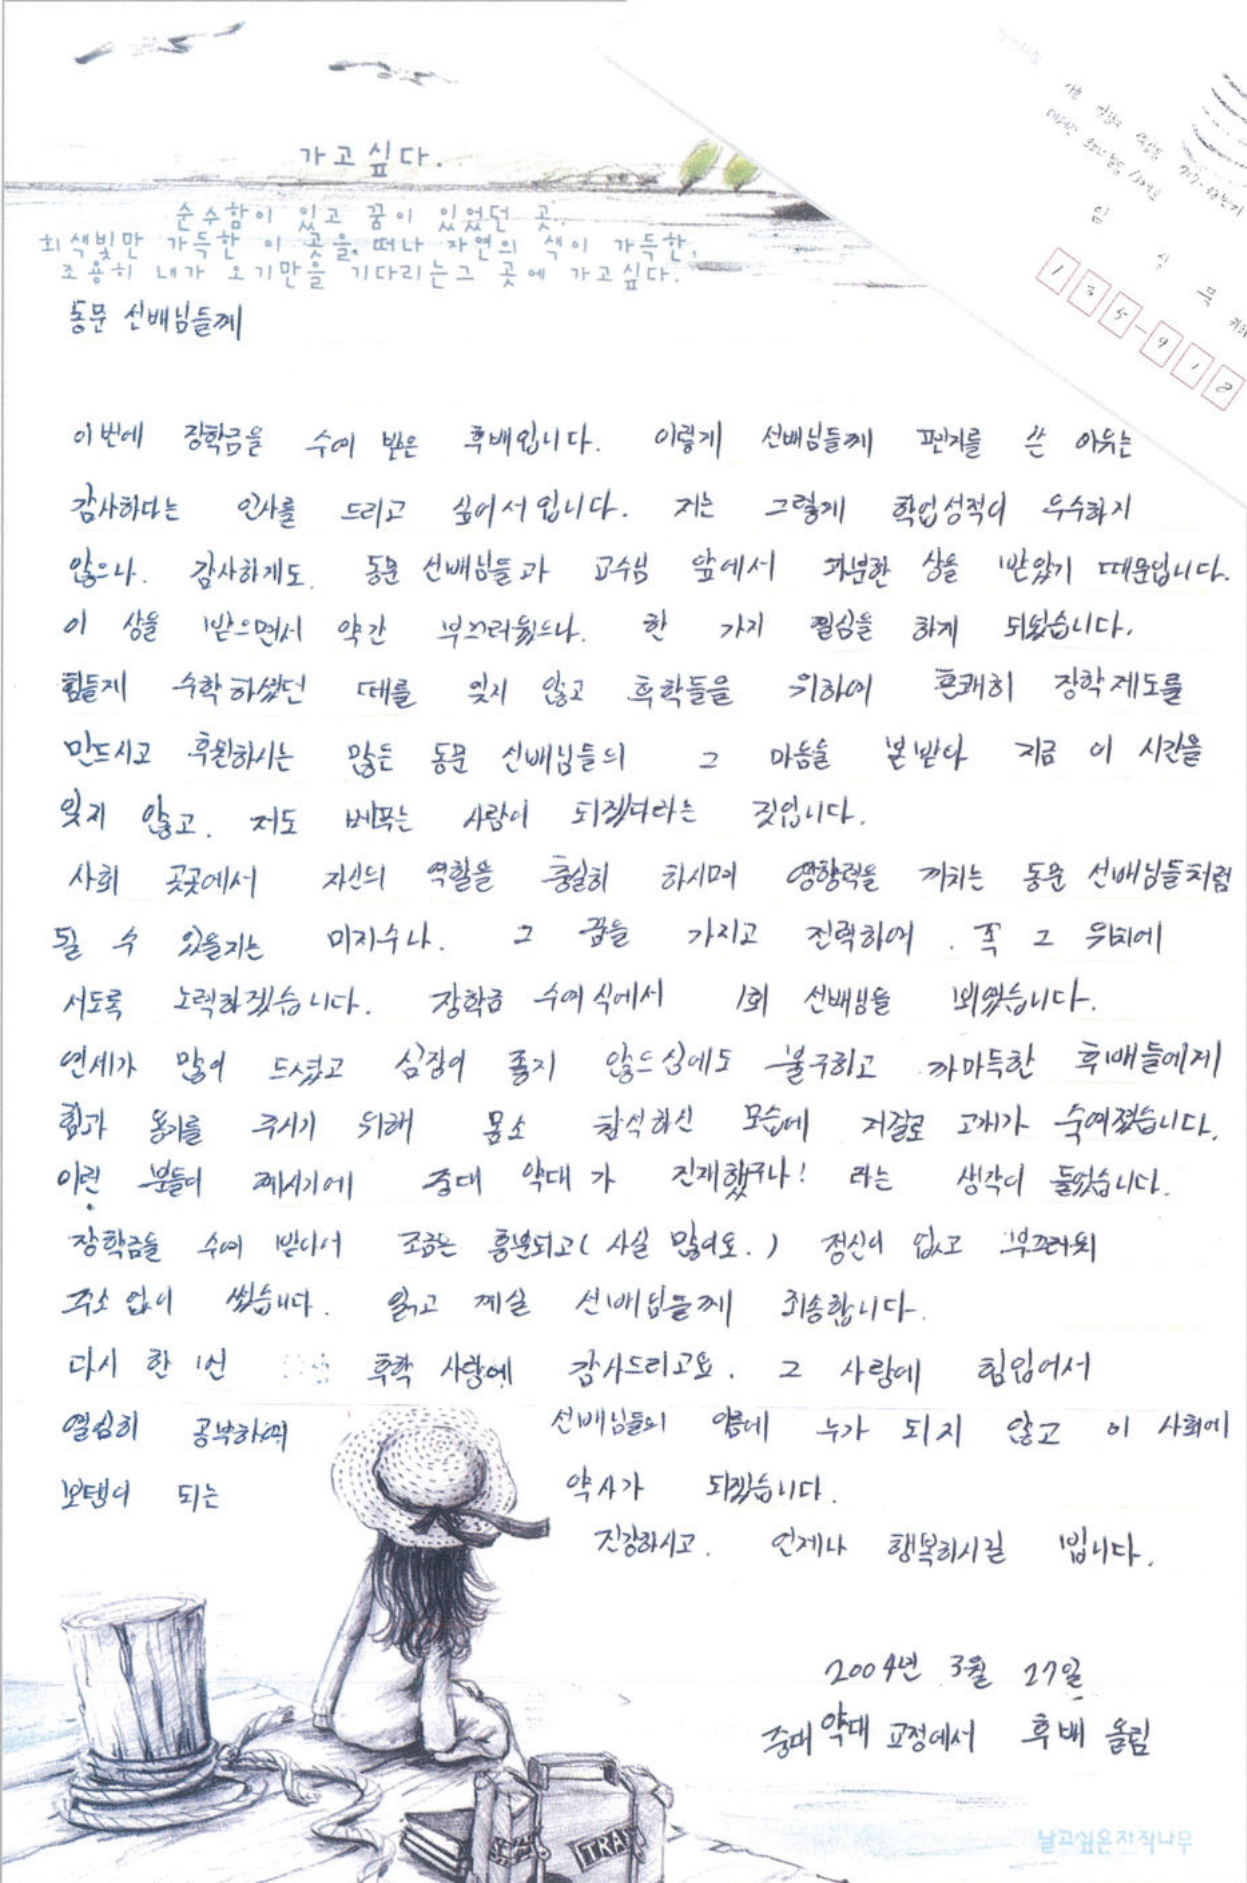 가고싶다.
순수함이 있고 꿈이 있었던 곳.
회색빛만 가득한 이 곳을 떠나 자연의 색이 가득한,
조용히 내가 오기만을 기다리는 그 곳에 가고싶다.
임 상 묵 귀하
135-912
동문 선배님들께
이번에 장학금을 수여 받은 후배입니다. 이렇게 선배님들께 편지를 쓴 이유는
감사하다는 인사를 드리고 싶어서 입니다. 저는 그렇게 학업성적이 우수하지
않으나. 감사하게도. 동문 선배님들과 교수님 앞에서 과분한 상을 받았기 때문입니다.
이 상을 받으면서 약간 부끄러웠으나. 한 가지 결심을 하게 되었습니다.
힘들게 수학하셨던 때를 잊지 않고 후학들을 위하여 흔쾌히 장학제도를
만드시고 후원하시는 많은 동문 선배님들의 그 마음을 본받아 지금 이 시간을
잊지 않고. 저도 베푸는 사람이 되겠더라는 것입니다.
사회 곳곳에서 자신의 역할을 충실히 하시며 영향력을 끼치는 동문 선배님들처럼
될 수 있을지는 미지수나. 그 꿈을 가지고 전력하여. 꼭 그 위치에
서도록 노력하겠습니다. 장학금 수여식에서 1회 선배님을 뵈었습니다.
연세가 많이 드셨고 심장이 좋지 않으심에도 불구하고 까마득한 후배들에게
힘과 용기를 주시기 위해 몸소 참석하신 모습에 저절로 고개가 숙여졌습니다.
이런 분들이 계시기에 중대 약대가 건재했구나! 라는 생각이 들었습니다.
장학금을 수여 받아서 조금은 흥분되고( 사실 많이요. ) 정신이 없고 부끄러워
주소 없이 썼습니다. 읽고 계실 선배님들께 죄송합니다.
다시 한 번 후학 사랑에 감사드리고요. 그 사랑에 힘입어서
열심히 공부하여 선배님들의 이름에 누가 되지 않고 이 사회에
보탬이 되는 약사가 되겠습니다.
건강하시고. 언제나 행복하시길 빕니다.
2004년 3월 27일
중대 약대 교정에서 후배 올림
TRA
날고싶은자작나무